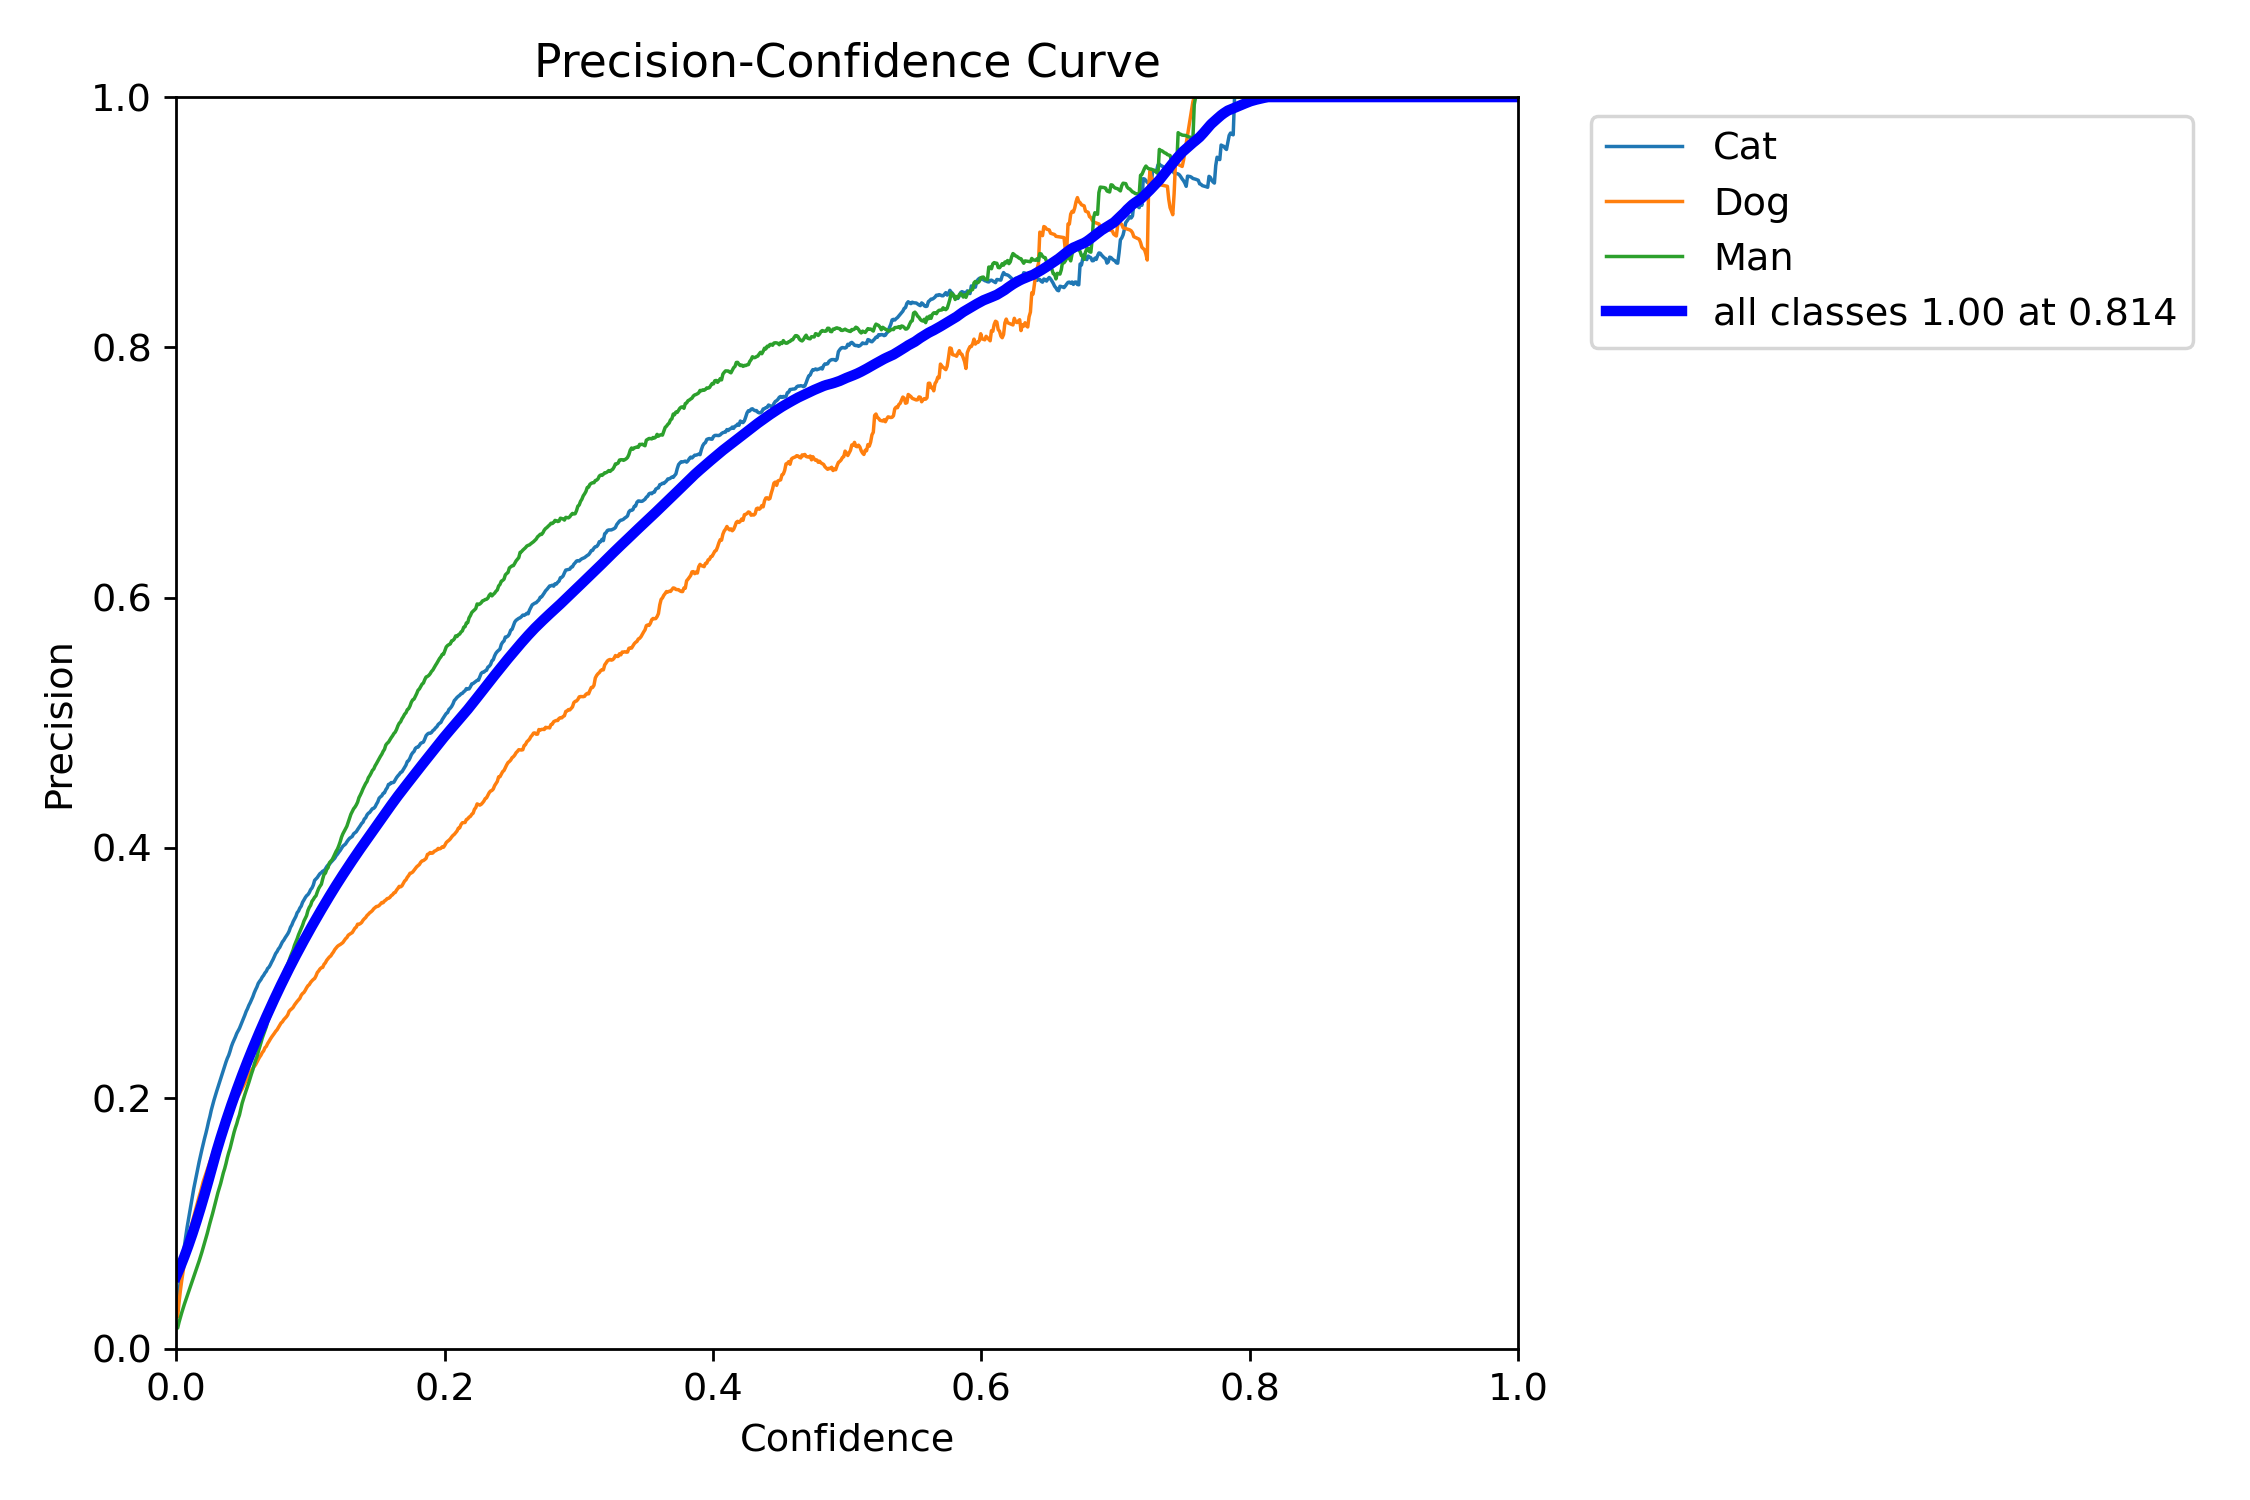 Precision-Confidence Curve
1.0
0.8
0.6
0.4
0.2
0.0
Precision
0.0 0.2 0.4 0.6 0.8 1.0
Confidence
Cat
Dog
Man
all classes 1.00 at 0.814